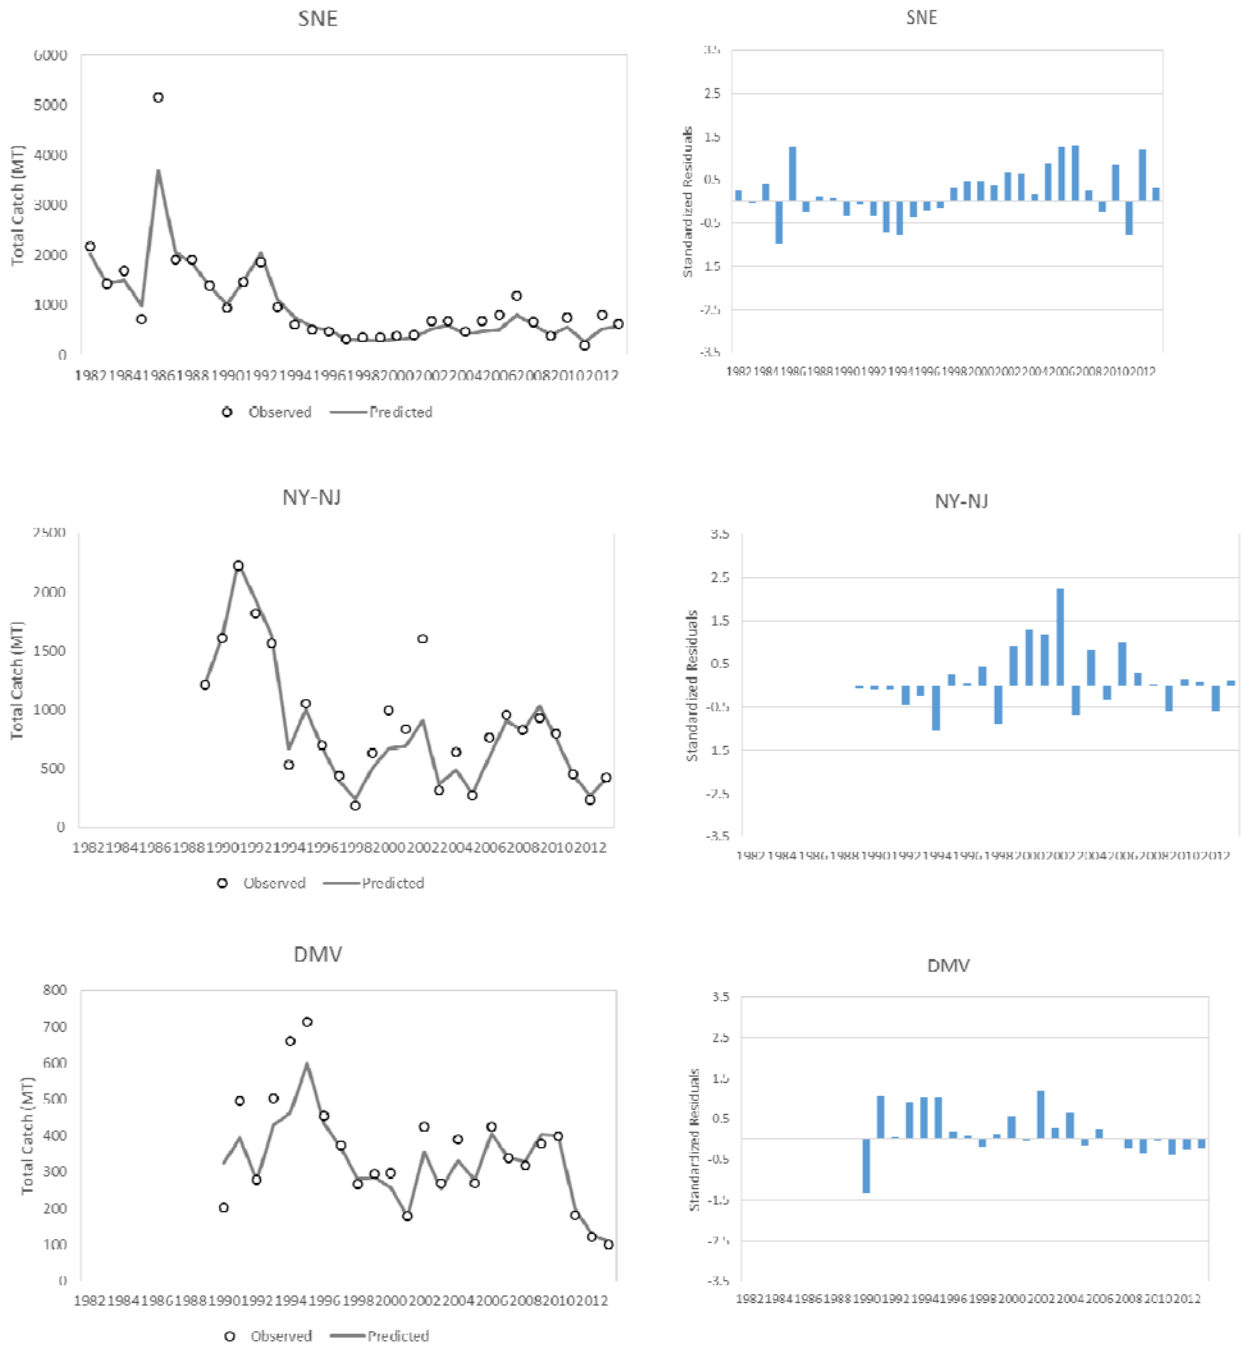 SNE
6000
5000
4000
3000
2000
1000
0
Total Catch (MT)
1982 1984 1986 1988 1990 1992 1994 1996 1998 2000 2002 2004 2006 2008 2010 2012
Observed Predicted
SNE
3.5
2.5
1.5
0.5
-0.5
1.5
-2.5
-3.5
Standardized Residuals
1982 1984 1986 1988 1990 1992 1994 1996 1998 2000 2002 2004 2006 2008 2010 2012
NY-NJ
2500
2000
1500
1000
500
0
Total Catch (MT)
1982 1984 1986 1988 1990 1992 1994 1996 1998 2000 2002 2004 2006 2008 2010 2012
Observed Predicted
NY-NJ
3.5
2.5
1.5
0.5
-0.5
1.5
-2.5
-3.5
Standardized Residuals
1982 1984 1986 1988 1990 1992 1994 1996 1998 2000 2002 2004 2006 2008 2010 2012
DMV
800
700
600
500
400
300
200
100
0
Total Catch (MT)
1982 1984 1986 1988 1990 1992 1994 1996 1998 2000 2002 2004 2006 2008 2010 2012
Observed Predicted
DMV
3.5
2.5
1.5
0.5
-0.5
-1.5
-2.5
-3.5
Standardized Residuals
1982 1984 1986 1988 1990 1992 1994 1996 1998 2000 2002 2004 2006 2008 2010 2012